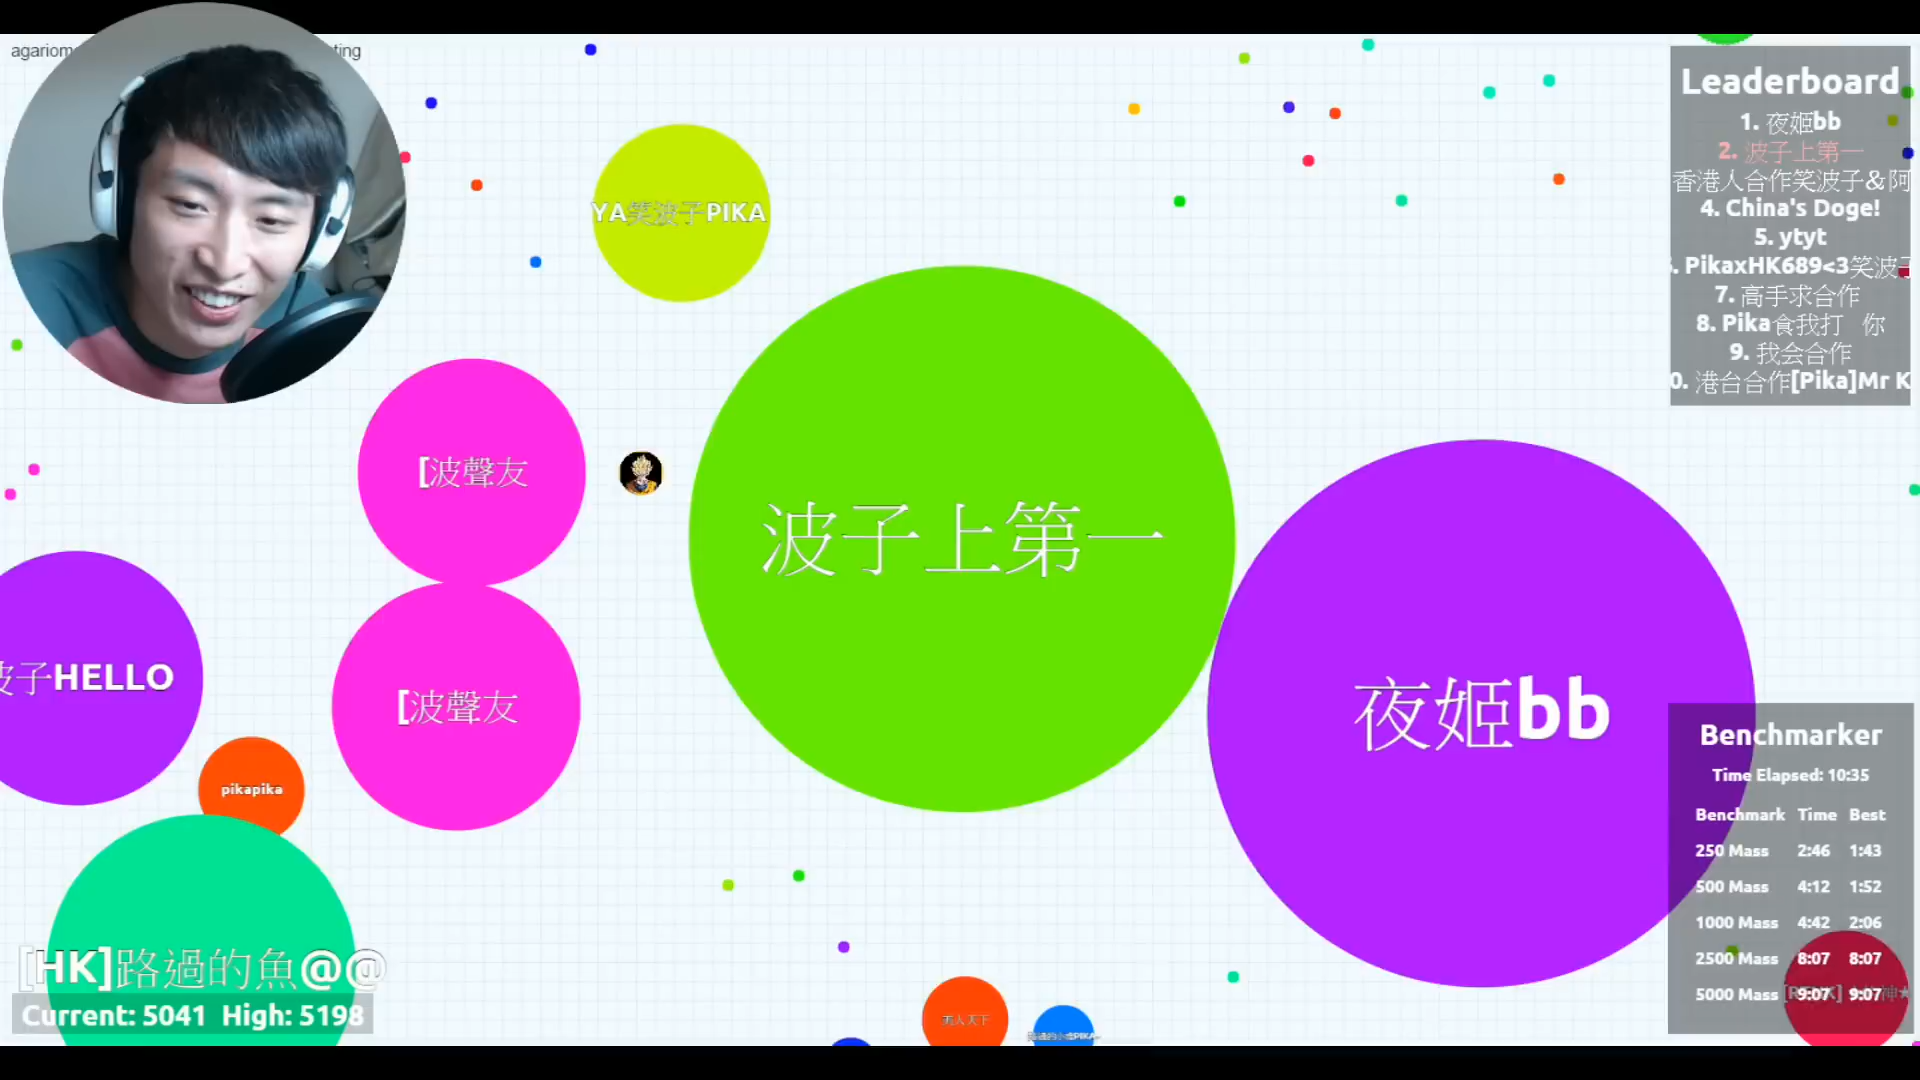 agariom
ting
Leaderboard
1. 夜姬bb
2. 波子上第一
香港人合作笑波子&阿
4. China's Doge!
5. ytyt
. PikaxHK689<3笑波子
7. 高手求合作
8. Pika食我打 你
9. 我会合作
0. 港台合作[Pika]Mr K
YA笑波子PIKA
[波聲友
波子上第一
波子HELLO
[波聲友
夜姬bb
pikapika
[HK]路過的魚@@
Current: 5041 High: 5198
Benchmarker
Time Elapsed: 10:35
Benchmark Time Best
250 Mass 2:46 1:43
500 Mass 4:12 1:52
1000 Mass 4:42 2:06
2500 Mass 8:07 8:07
5000 Mass 9:07 9:07